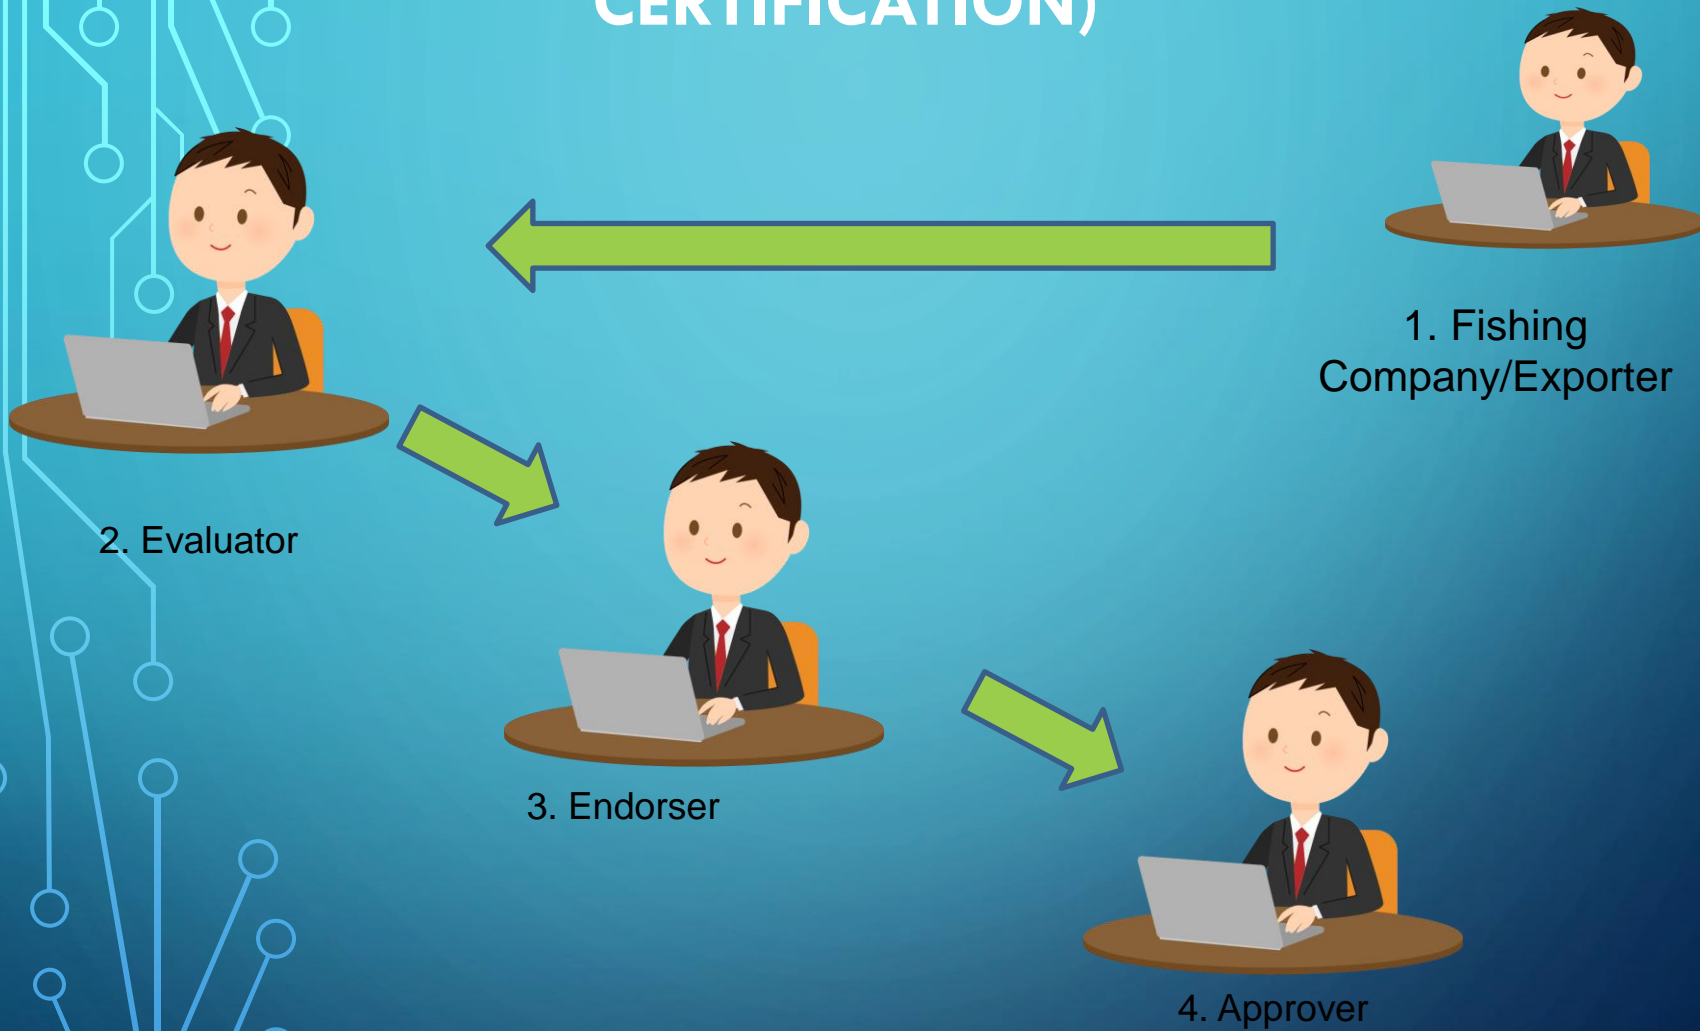 CERTIFICATION)
1. Fishing
Company/Exporter
2. Evaluator
3. Endorser
4. Approver